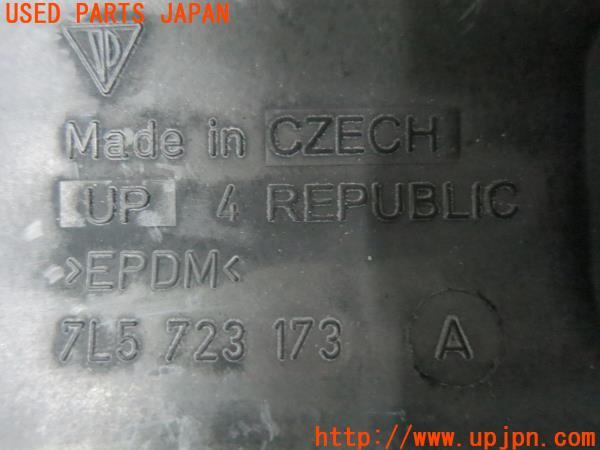 USED PARTS JAPAN
Made in CZECH
UP 4 REPUBLIC
>EPDM<
7L5 723 173 A
http://www.upjpn.com/